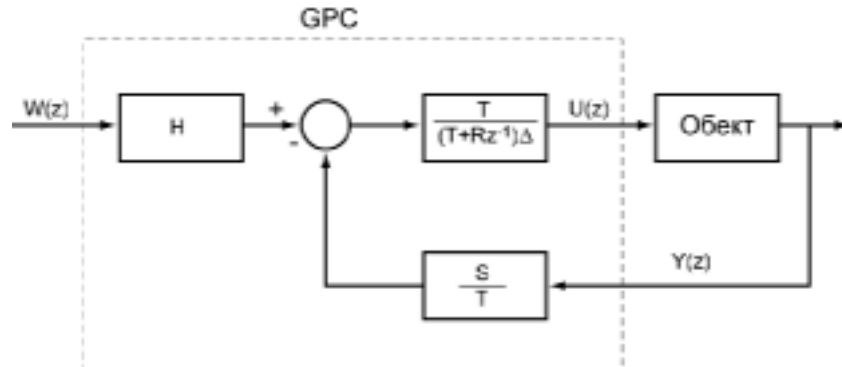 GPC
W(z)
H
+
-
T
(T+Rz⁻¹)Δ
U(z)
Обект
S
T
Y(z)